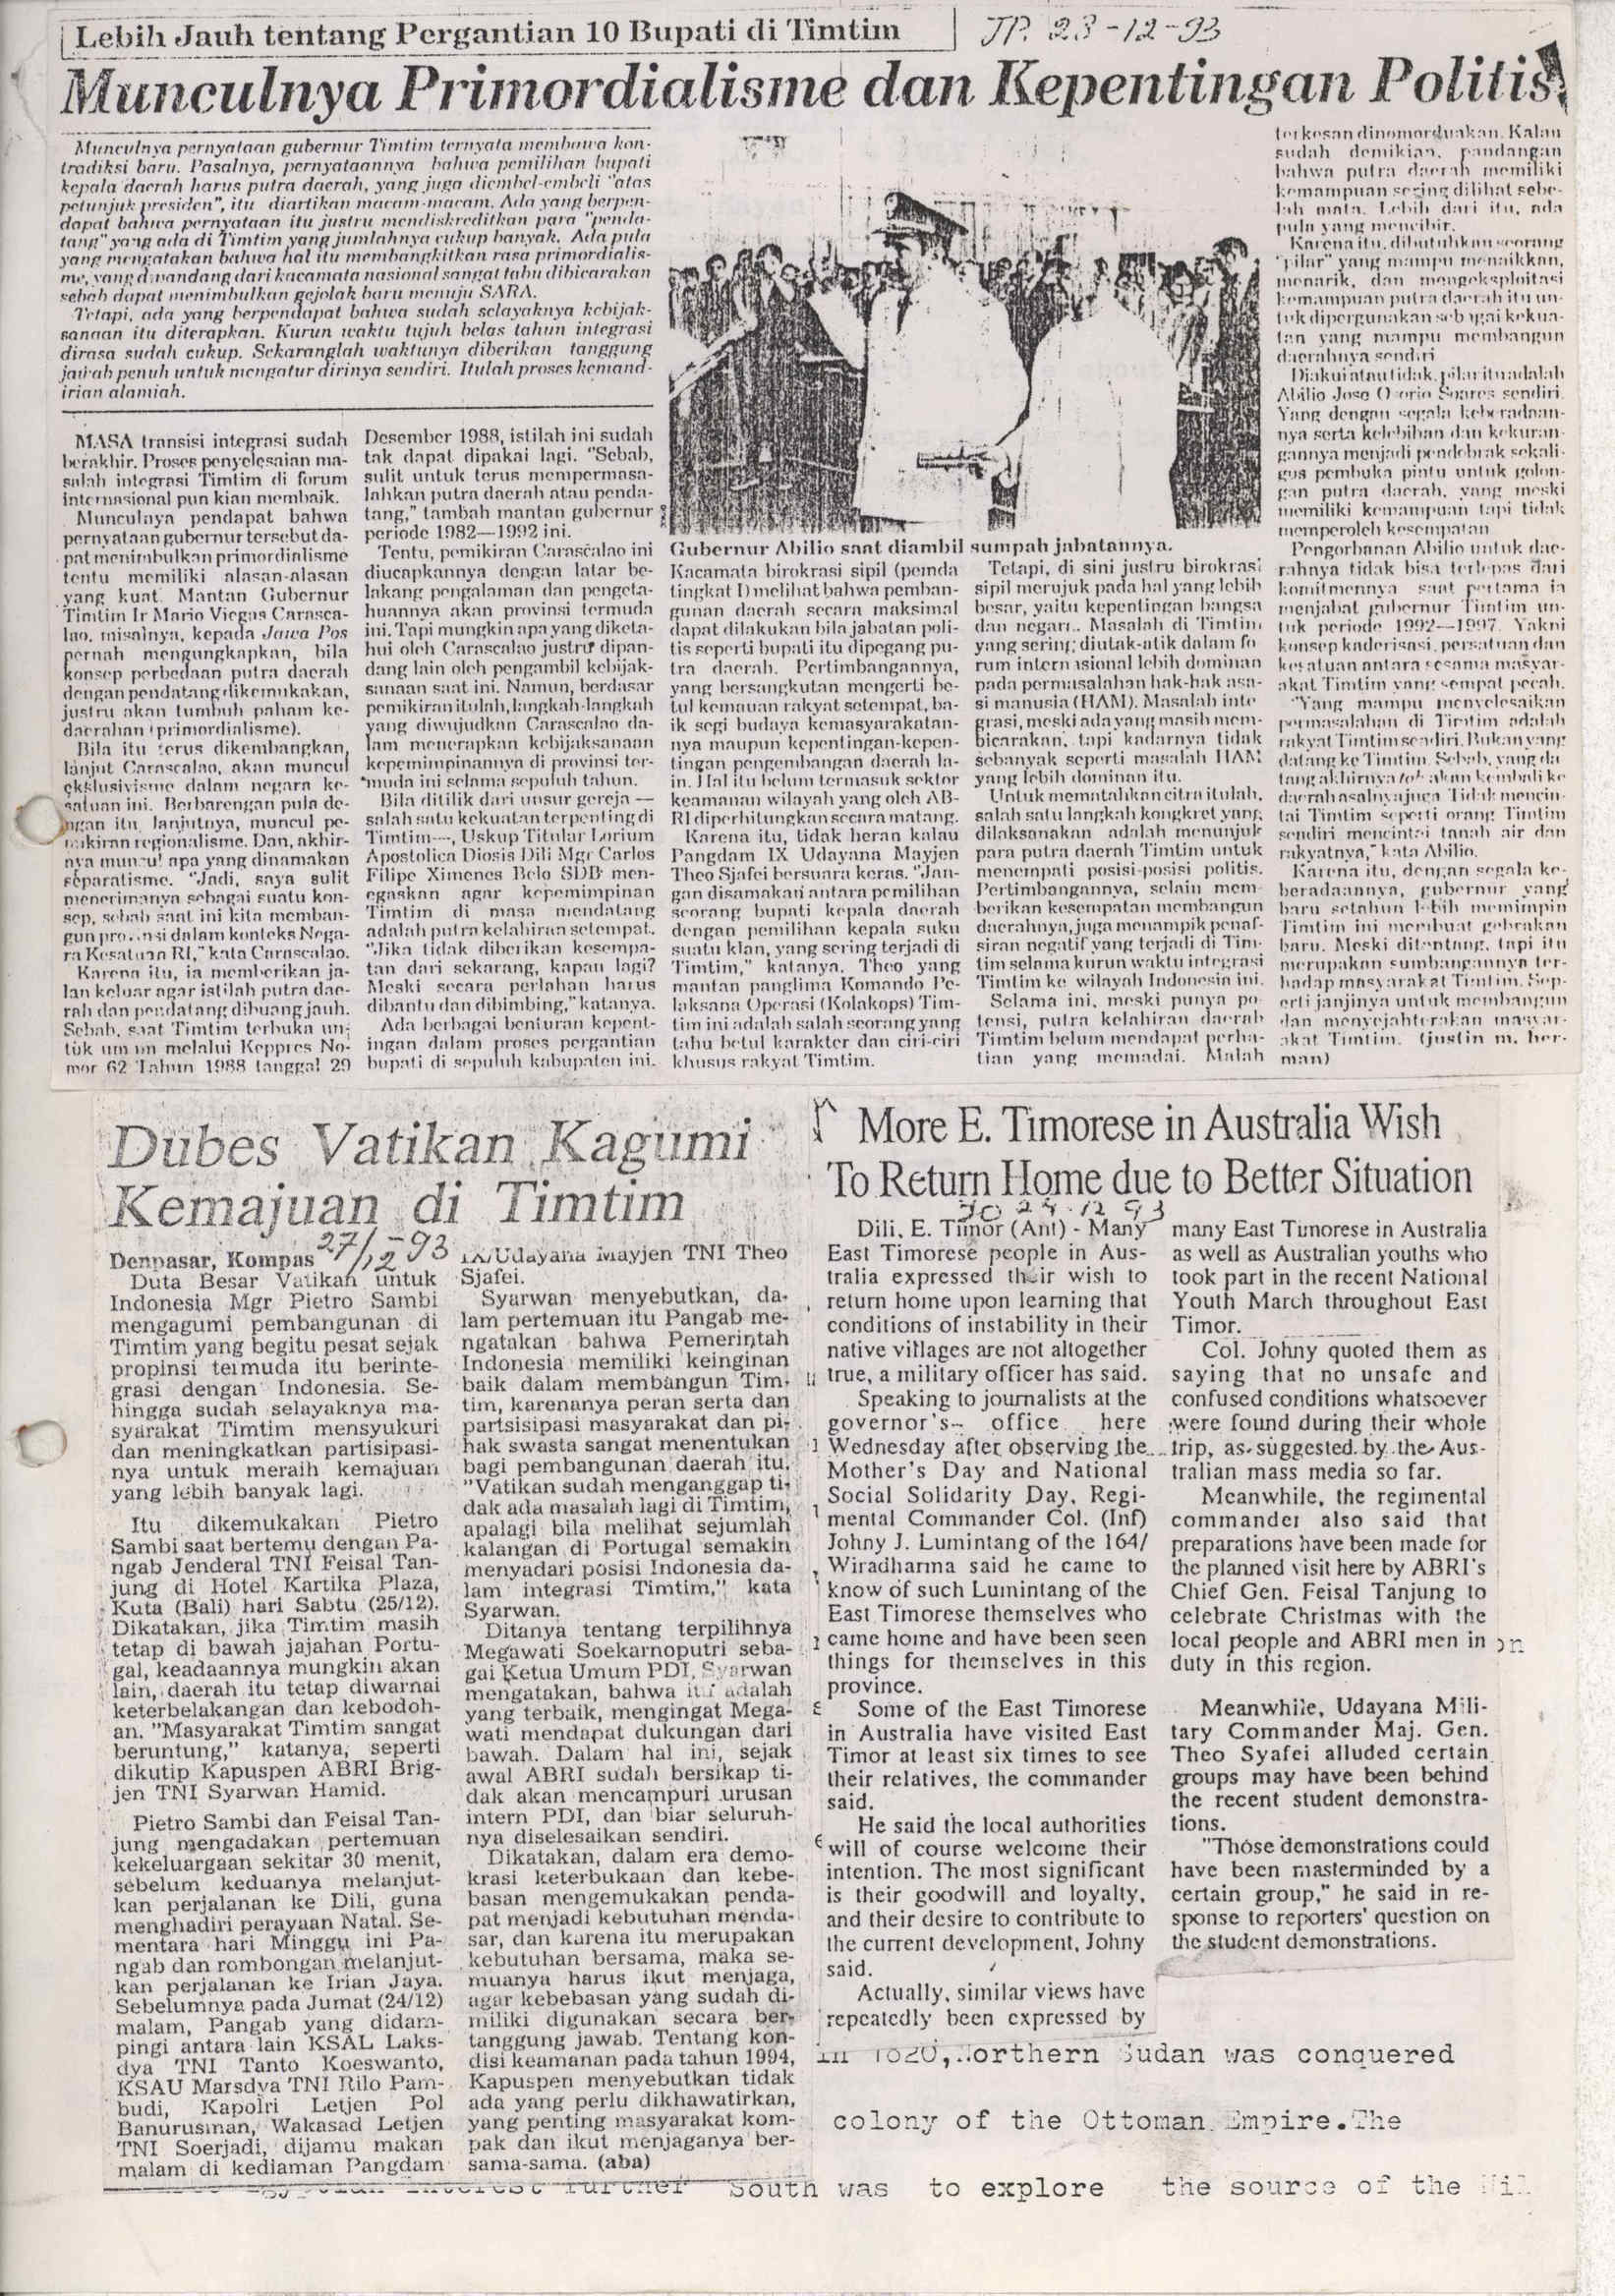 Lebih Jauh tentang Pergantian 10 Bupati di Timtim
JP. 23-12-93
Munculnya Primordialisme dan Kepentingan Politis
Munculnya pernyataan gubernur Timtim ternyata membawa kon-
tradiksi baru. Pasalnya, pernyataannya bahwa pemilihan bupati
kepala daerah harus putra daerah, yang juga diembel-embeli "atas
petunjuk presiden", itu diartikan macam-macam. Ada yang berpen-
dapat bahwa pernyataan itu justru mendiskreditkan para "penda-
tang" yang ada di Timtim yang jumlahnya cukup banyak. Ada pula
yang mengatakan bahwa hal itu membangkitkan rasa primordialis-
me, yang dipandang dari kacamata nasional sangat tabu dibicarakan
sebab dapat menimbulkan gejolak baru menuju SARA.
Tetapi, ada yang berpendapat bahwa sudah selayaknya kebijak-
sanaan itu diterapkan. Kurun waktu tujuh belas tahun integrasi
dirasa sudah cukup. Sekaranglah waktunya diberikan tanggung
jawab penuh untuk mengatur dirinya sendiri. Itulah proses kemand-
irian alamiah.
MASA transisi integrasi sudah
berakhir. Proses penyelesaian ma-
salah integrasi Timtim di forum
internasional pun kian membaik.
Munculnya pendapat bahwa
pernyataan gubernur tersebut da-
pat menimbulkan primordialisme
tentu memiliki alasan-alasan
yang kuat. Mantan Gubernur
Timtim Ir Mario Viegas Carasca-
lao, misalnya, kepada Jawa Pos
pernah mengungkapkan, bila
konsep perbedaan putra daerah
dengan pendatang dikemukakan,
justru akan tumbuh paham ke-
daerahan (primordialisme).
Bila itu terus dikembangkan,
lanjut Carascalao, akan muncul
eksklusivisme dalam negara ke-
satuan ini. Berbarengan pula de-
ngan itu, lanjutnya, muncul pe-
mikiran regionalisme. Dan, akhir-
nya muncul apa yang dinamakan
separatisme. "Jadi, saya sulit
menerimanya sebagai suatu kon-
sep, sebab saat ini kita memban-
gun provinsi dalam konteks Nega-
ra Kesatuan RI," kata Carascalao.
Karena itu, ia memberikan ja-
lan keluar agar istilah putra dae-
rah dan pendatang dibuang jauh.
Sebab, saat Timtim terbuka un-
tuk umum melalui Keppres No-
mor 62 Tahun 1988 tanggal 29
Desember 1988, istilah ini sudah
tak dapat dipakai lagi. "Sebab,
sulit untuk terus mempermasa-
lahkan putra daerah atau penda-
tang," tambah mantan gubernur
periode 1982—1992 ini.
Tentu, pemikiran Carascalao ini
diucapkannya dengan latar be-
lakang pengalaman dan pengeta-
huannya akan provinsi termuda
ini. Tapi mungkin apa yang diketa-
hui oleh Carascalao justru dipan-
dang lain oleh pengambil kebijak-
sanaan saat ini. Namun, berdasar
pemikiran itulah, langkah-langkah
yang diwujudkan Carascalao da-
lam menerapkan kebijaksanaan
kepemimpinannya di provinsi ter-
muda ini selama sepuluh tahun.
Bila ditilik dari unsur gereja —
salah satu kekuatan terpenting di
Timtim—, Uskup Titular Lorium
Apostolica Diosis Dili Mgr Carlos
Filipe Ximenes Belo SDB men-
egaskan agar kepemimpinan
Timtim di masa mendatang
adalah putra kelahiran setempat.
"Jika tidak diberikan kesempa-
tan dari sekarang, kapan lagi?
Meski secara perlahan harus
dibantu dan dibimbing," katanya.
Ada berbagai benturan kepent-
ingan dalam proses pergantian
bupati di sepuluh kabupaten ini.
Gubernur Abilio saat diambil sumpah jabatannya.
Kacamata birokrasi sipil (pemda
tingkat I) melihat bahwa pemban-
gunan daerah secara maksimal
dapat dilakukan bila jabatan poli-
tis seperti bupati itu dipegang pu-
tra daerah. Pertimbangannya,
yang bersangkutan mengerti be-
tul kemauan rakyat setempat, ba-
ik segi budaya kemasyarakatan-
nya maupun kepentingan-kepen-
tingan pengembangan daerah la-
in. Hal itu belum termasuk sektor
keamanan wilayah yang oleh AB-
RI diperhitungkan secara matang.
Karena itu, tidak heran kalau
Pangdam IX Udayana Mayjen
Theo Sjafei bersuara keras. "Jan-
gan disamakan antara pemilihan
seorang bupati kepala daerah
dengan pemilihan kepala suku
suatu klan, yang sering terjadi di
Timtim," katanya. Theo yang
mantan panglima Komando Pe-
laksana Operasi (Kolakops) Tim-
tim ini adalah salah seorang yang
tahu betul karakter dan ciri-ciri
khusus rakyat Timtim.
Tetapi, di sini justru birokrasi
sipil merujuk pada hal yang lebih
besar, yaitu kepentingan bangsa
dan negara. Masalah di Timtim
yang sering diutak-atik dalam fo
rum internasional lebih dominan
pada permasalahan hak-hak asa-
si manusia (HAM). Masalah inte
grasi, meski ada yang masih mem-
bicarakan, tapi kadarnya tidak
sebanyak seperti masalah HAM
yang lebih dominan itu.
Untuk mematahkan citra itulah,
salah satu langkah kongkret yang
dilaksanakan adalah menunjuk
para putra daerah Timtim untuk
menempati posisi-posisi politis.
Pertimbangannya, selain mem-
berikan kesempatan membangun
daerahnya, juga menampik penaf-
siran negatif yang terjadi di Tim-
tim selama kurun waktu integrasi
Timtim ke wilayah Indonesia ini.
Selama ini, meski punya po
tensi, putra kelahiran daerah
Timtim belum mendapat perha-
tian yang memadai. Malah
terkesan dinomorduakan. Kalau
sudah demikian, pandangan
bahwa putra daerah memiliki
kemampuan sering dilihat sebe-
lah mata. Lebih dari itu, ada
pula yang mencibir.
Karena itu, dibutuhkan seorang
"pilar" yang mampu menaikkan,
menarik, dan mengeksploitasi
kemampuan putra daerah itu un-
tuk dipergunakan sebagai kekua-
tan yang mampu membangun
daerahnya sendiri
Diakui atau tidak, pilar itu adalah
Abilio Jose Osorio Soares sendiri.
Yang dengan segala keberadaan-
nya serta kelebihan dan kekuran-
gannya menjadi pendobrak sekali-
gus pembuka pintu untuk golon-
gan putra daerah, yang meski
memiliki kemampuan tapi tidak
memperoleh kesempatan
Pengorbanan Abilio untuk dae-
rahnya tidak bisa terlepas dari
komitmennya saat pertama ia
menjabat gubernur Timtim un-
tuk periode 1992—1997. Yakni
konsep kaderisasi, persatuan dan
kesatuan antara sesama masyar-
akat Timtim yang sempat pecah.
"Yang mampu menyelesaikan
permasalahan di Timtim adalah
rakyat Timtim sendiri. Bukan yang
datang ke Timtim. Sebab, yang da
tang akhirnya toh akan kembali ke
daerah asalnya juga. Tidak mencin-
tai Timtim seperti orang Timtim
sendiri mencintai tanah air dan
rakyatnya," kata Abilio.
Karena itu, dengan segala ke-
beradaannya, gubernur yang
baru setahun lebih memimpin
Timtim ini membuat gebrakan
baru. Meski ditentang, tapi itu
merupakan sumbangannya ter-
hadap masyarakat Timtim. Sep-
erti janjinya untuk membangun
dan menyejahterakan masyar-
akat Timtim. (justin m. her-
man)
Dubes Vatikan Kagumi
Kemajuan di Timtim
Denpasar, Kompas 27/12-93
Duta Besar Vatikan untuk
Indonesia Mgr Pietro Sambi
mengagumi pembangunan di
Timtim yang begitu pesat sejak
propinsi termuda itu berinte-
grasi dengan Indonesia. Se-
hingga sudah selayaknya ma-
syarakat Timtim mensyukuri
dan meningkatkan partisipasi-
nya untuk meraih kemajuan
yang lebih banyak lagi.
Itu dikemukakan Pietro
Sambi saat bertemu dengan Pa-
ngab Jenderal TNI Feisal Tan-
jung di Hotel Kartika Plaza,
Kuta (Bali) hari Sabtu (25/12).
Dikatakan, jika Timtim masih
tetap di bawah jajahan Portu-
gal, keadaannya mungkin akan
lain, daerah itu tetap diwarnai
keterbelakangan dan kebodoh-
an. "Masyarakat Timtim sangat
beruntung," katanya, seperti
dikutip Kapuspen ABRI Brig-
jen TNI Syarwan Hamid.
Pietro Sambi dan Feisal Tan-
jung mengadakan pertemuan
kekeluargaan sekitar 30 menit,
sebelum keduanya melanjut-
kan perjalanan ke Dili, guna
menghadiri perayaan Natal. Se-
mentara hari Minggu ini Pa-
ngab dan rombongan melanjut-
kan perjalanan ke Irian Jaya.
Sebelumnya pada Jumat (24/12)
malam, Pangab yang didam-
pingi antara lain KSAL Laks-
dya TNI Tanto Koeswanto,
KSAU Marsdya TNI Rilo Pam-
budi, Kapolri Letjen Pol
Banurusman, Wakasad Letjen
TNI Soerjadi, dijamu makan
malam di kediaman Pangdam
IX/Udayana Mayjen TNI Theo
Sjafei.
Syarwan menyebutkan, da-
lam pertemuan itu Pangab me-
ngatakan bahwa Pemerintah
Indonesia memiliki keinginan
baik dalam membangun Tim-
tim, karenanya peran serta dan
partsisipasi masyarakat dan pi-
hak swasta sangat menentukan
bagi pembangunan daerah itu.
"Vatikan sudah menganggap ti-
dak ada masalah lagi di Timtim,
apalagi bila melihat sejumlah
kalangan di Portugal semakin
menyadari posisi Indonesia da-
lam integrasi Timtim," kata
Syarwan.
Ditanya tentang terpilihnya
Megawati Soekarnoputri seba-
gai Ketua Umum PDI, Syarwan
mengatakan, bahwa itu adalah
yang terbaik, mengingat Mega-
wati mendapat dukungan dari
bawah. Dalam hal ini, sejak
awal ABRI sudah bersikap ti-
dak akan mencampuri urusan
intern PDI, dan biar seluruh-
nya diselesaikan sendiri.
Dikatakan, dalam era demo-
krasi keterbukaan dan kebe-
basan mengemukakan penda-
pat menjadi kebutuhan menda-
sar, dan karena itu merupakan
kebutuhan bersama, maka se-
muanya harus ikut menjaga,
agar kebebasan yang sudah di-
miliki digunakan secara ber-
tanggung jawab. Tentang kon-
disi keamanan pada tahun 1994,
Kapuspen menyebutkan tidak
ada yang perlu dikhawatirkan,
yang penting masyarakat kom-
pak dan ikut menjaganya ber-
sama-sama. (aba)
More E. Timorese in Australia Wish
To Return Home due to Better Situation
JO 24-12 93
Dili, E. Timor (Ant) - Many
East Timorese people in Aus-
tralia expressed their wish to
return home upon learning that
conditions of instability in their
native villages are not altogether
true, a military officer has said.
Speaking to journalists at the
governor's office here
Wednesday after observing the
Mother's Day and National
Social Solidarity Day, Regi-
mental Commander Col. (Inf)
Johny J. Lumintang of the 164/
Wiradharma said he came to
know of such Lumintang of the
East Timorese themselves who
came home and have been seen
things for themselves in this
province.
Some of the East Timorese
in Australia have visited East
Timor at least six times to see
their relatives, the commander
said.
He said the local authorities
will of course welcome their
intention. The most significant
is their goodwill and loyalty,
and their desire to contribute to
the current development, Johny
said.
Actually, similar views have
repeatedly been expressed by
many East Timorese in Australia
as well as Australian youths who
took part in the recent National
Youth March throughout East
Timor.
Col. Johny quoted them as
saying that no unsafe and
confused conditions whatsoever
were found during their whole
trip, as suggested by the Aus-
tralian mass media so far.
Meanwhile, the regimental
commander also said that
preparations have been made for
the planned visit here by ABRI's
Chief Gen. Feisal Tanjung to
celebrate Christmas with the
local people and ABRI men in
duty in this region.
Meanwhile, Udayana Mili-
tary Commander Maj. Gen.
Theo Syafei alluded certain
groups may have been behind
the recent student demonstra-
tions.
"Those demonstrations could
have been masterminded by a
certain group," he said in re-
sponse to reporters' question on
the student demonstrations.
on
in 1820, Northern Sudan was conquered
colony of the Ottoman Empire. The
interest further South was to explore the source of the